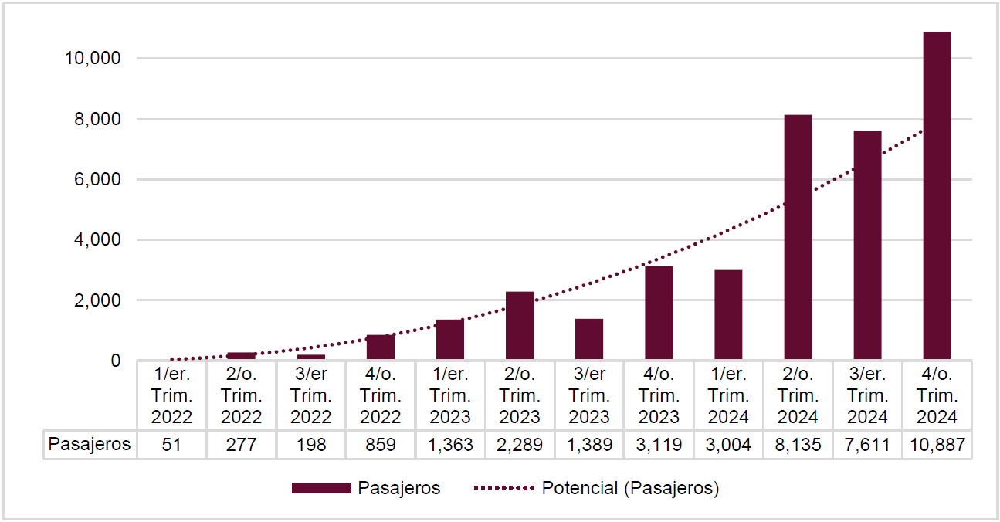 10,000
8,000
6,000
4,000
2,000
0
1/er. 2/o. 3/er 4/o. 1/er. 2/o. 3/er 4/o. 1/er. 2/o. 3/er. 4/o.
Trim. Trim. Trim. Trim. Trim. Trim. Trim. Trim. Trim. Trim. Trim. Trim.
2022 2022 2022 2022 2023 2023 2023 2023 2024 2024 2024 2024
Pasajeros 51 277 198 859 1,363 2,289 1,389 3,119 3,004 8,135 7,611 10,887
Pasajeros Potencial (Pasajeros)